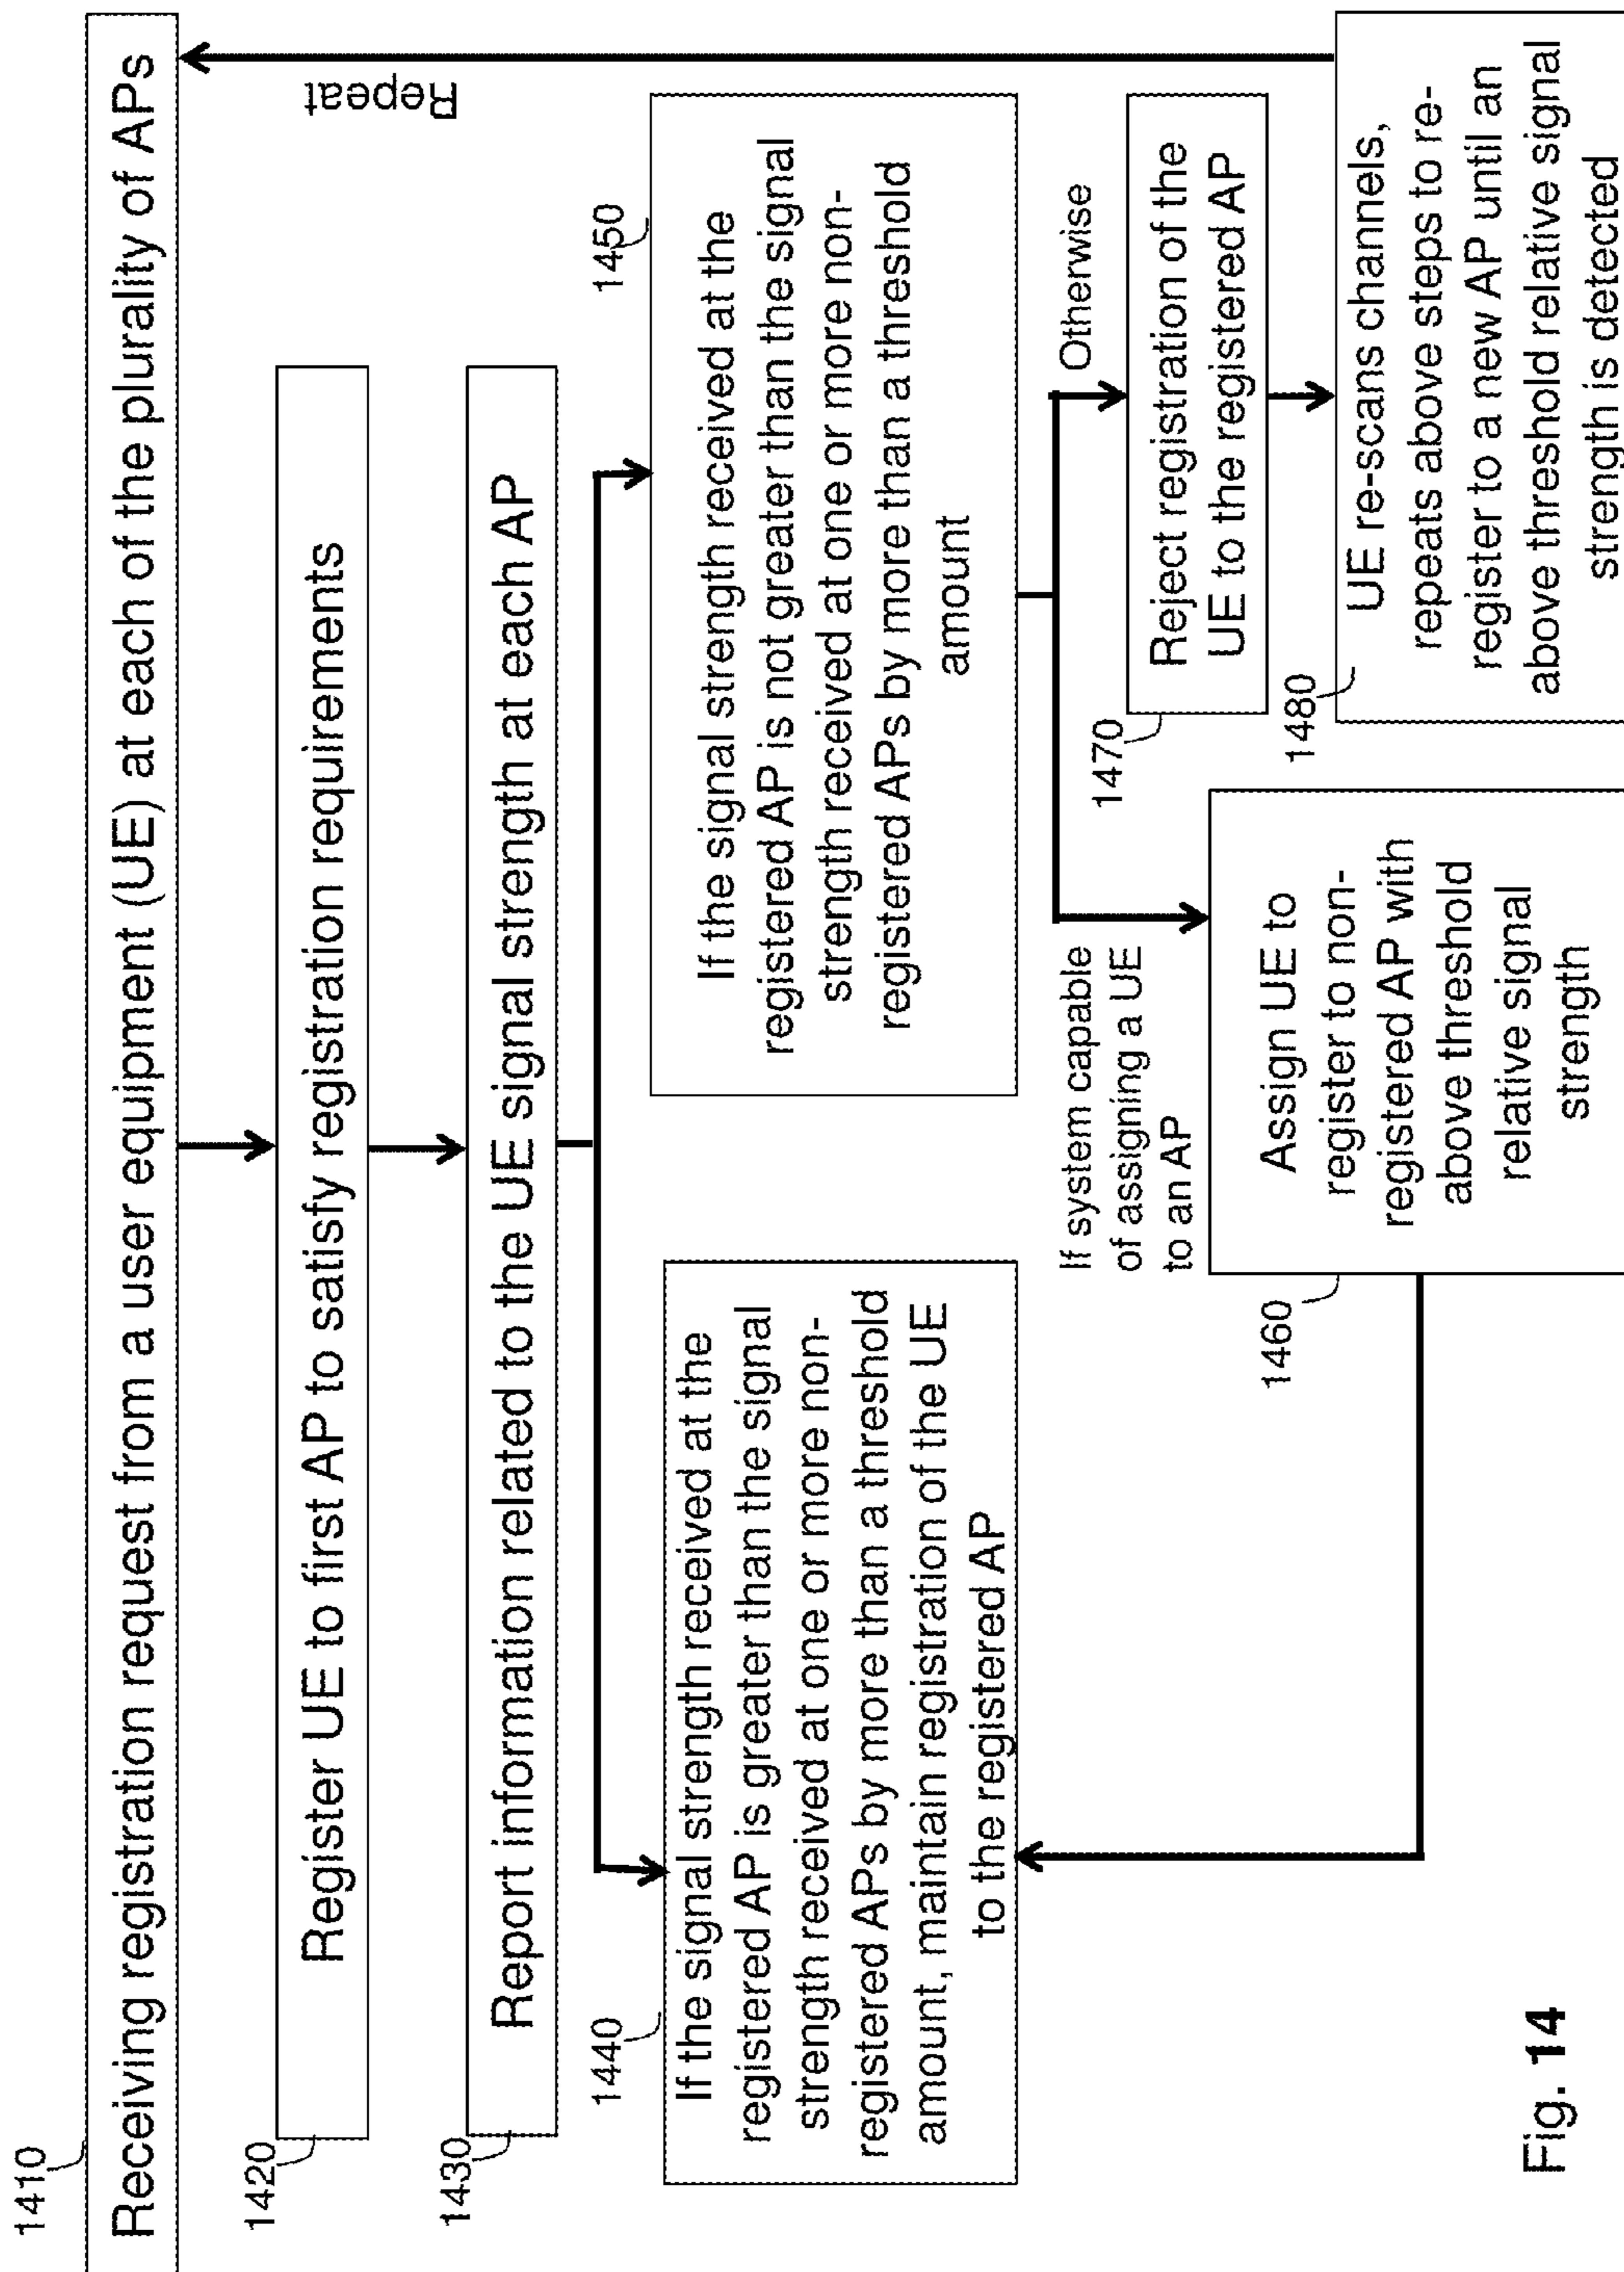 1410
Receiving registration request from a user equipment (UE) at each of the plurality of APs
1420
Register UE to first AP to satisfy registration requirements
1430
Report information related to the UE signal strength at each AP
1440
If the signal strength received at the
registered AP is greater than the signal
strength received at one or more non-
registered APs by more than a threshold
amount, maintain registration of the UE
to the registered AP
1450
If the signal strength received at the
registered AP is not greater than the signal
strength received at one or more non-
registered APs by more than a threshold
amount
If system capable
of assigning a UE
to an AP
Otherwise
1460
Assign UE to
register to non-
registered AP with
above threshold
relative signal
strength
1470
Reject registration of the
UE to the registered AP
1480
UE re-scans channels,
repeats above steps to re-
register to a new AP until an
above threshold relative signal
strength is detected
Repeat
Fig. 14